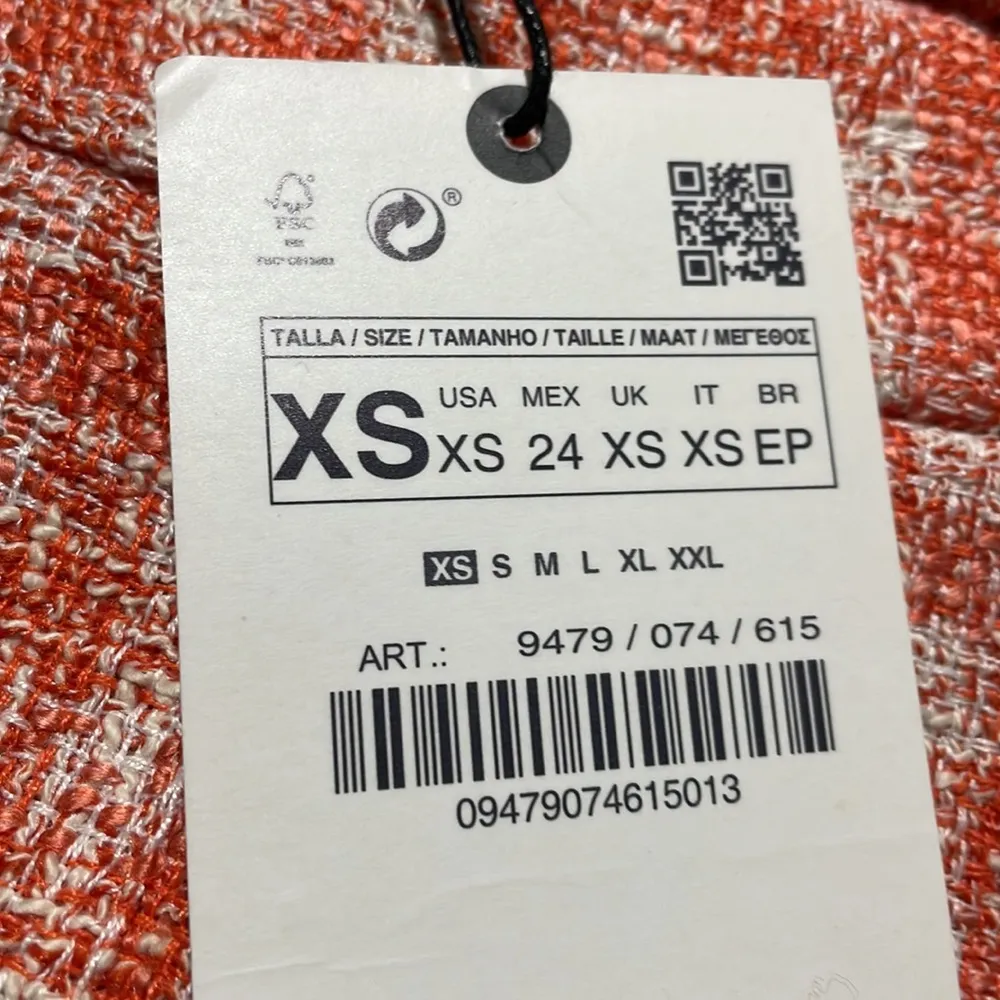 FSC
®
TALLA / SIZE / TAMANHO / TAILLE / MAAT / ΜΕΓΕΘΟΣ
XS
USA MEX UK IT BR
XS 24 XS XS EP
XS S M L XL XXL
ART.: 9479 / 074 / 615
09479074615013